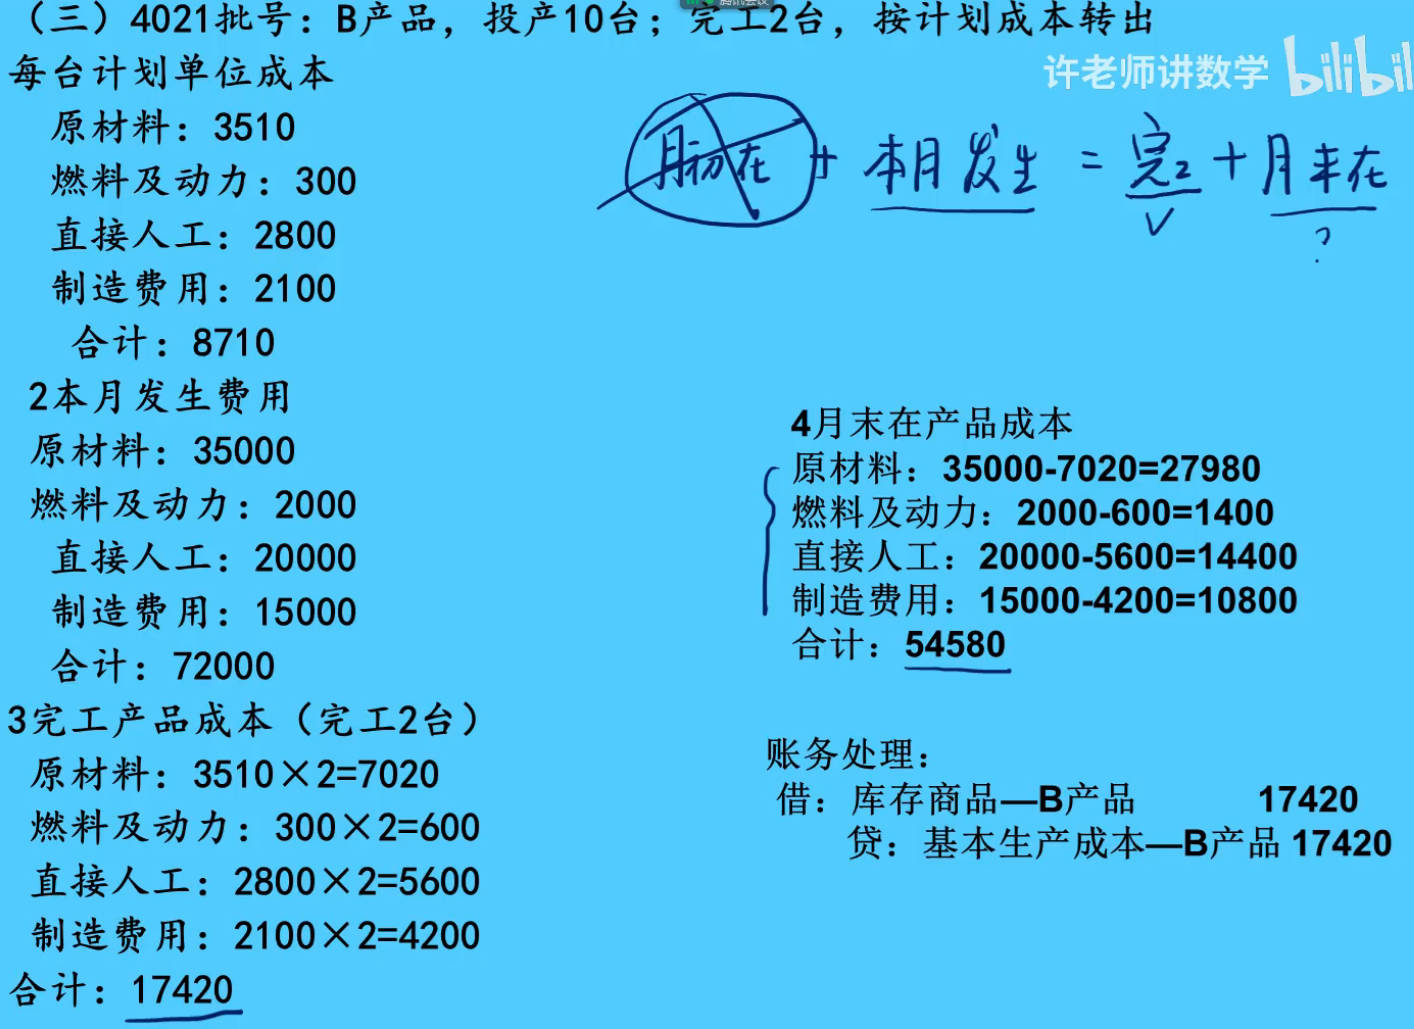 （三）4021批号：B产品，投产10台；完工2台，按计划成本转出
许老师讲数学 bilibili
每台计划单位成本
原材料：3510
燃料及动力：300
直接人工：2800
制造费用：2100
合计：8710
月初在 + 本月发生 = 完工 + 月末在
✓ ?
2本月发生费用
原材料：35000
燃料及动力：2000
直接人工：20000
制造费用：15000
合计：72000
3完工产品成本（完工2台）
原材料：3510×2=7020
燃料及动力：300×2=600
直接人工：2800×2=5600
制造费用：2100×2=4200
合计：17420
4月末在产品成本
原材料：35000-7020=27980
燃料及动力：2000-600=1400
直接人工：20000-5600=14400
制造费用：15000-4200=10800
合计：54580
账务处理：
借：库存商品—B产品 17420
贷：基本生产成本—B产品 17420